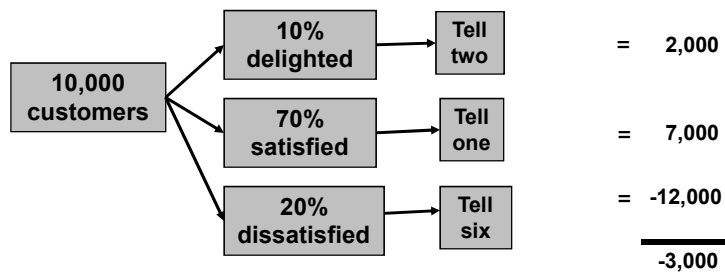 10%
delighted
Tell
two
= 2,000
10,000
customers
70%
satisfied
Tell
one
= 7,000
20%
dissatisfied
Tell
six
= -12,000
-3,000